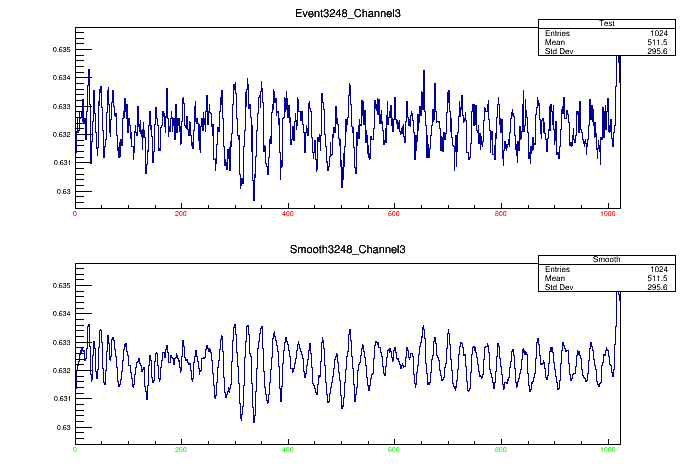 Event3248_Channel3
Test
Entries 1024
Mean 511.5
Std Dev 295.6
0.635
0.634
0.633
0.632
0.631
0.63
0 200 400 600 800 1000
Smooth3248_Channel3
Smooth
Entries 1024
Mean 511.5
Std Dev 295.6
0.635
0.634
0.633
0.632
0.631
0.63
0 200 400 600 800 1000